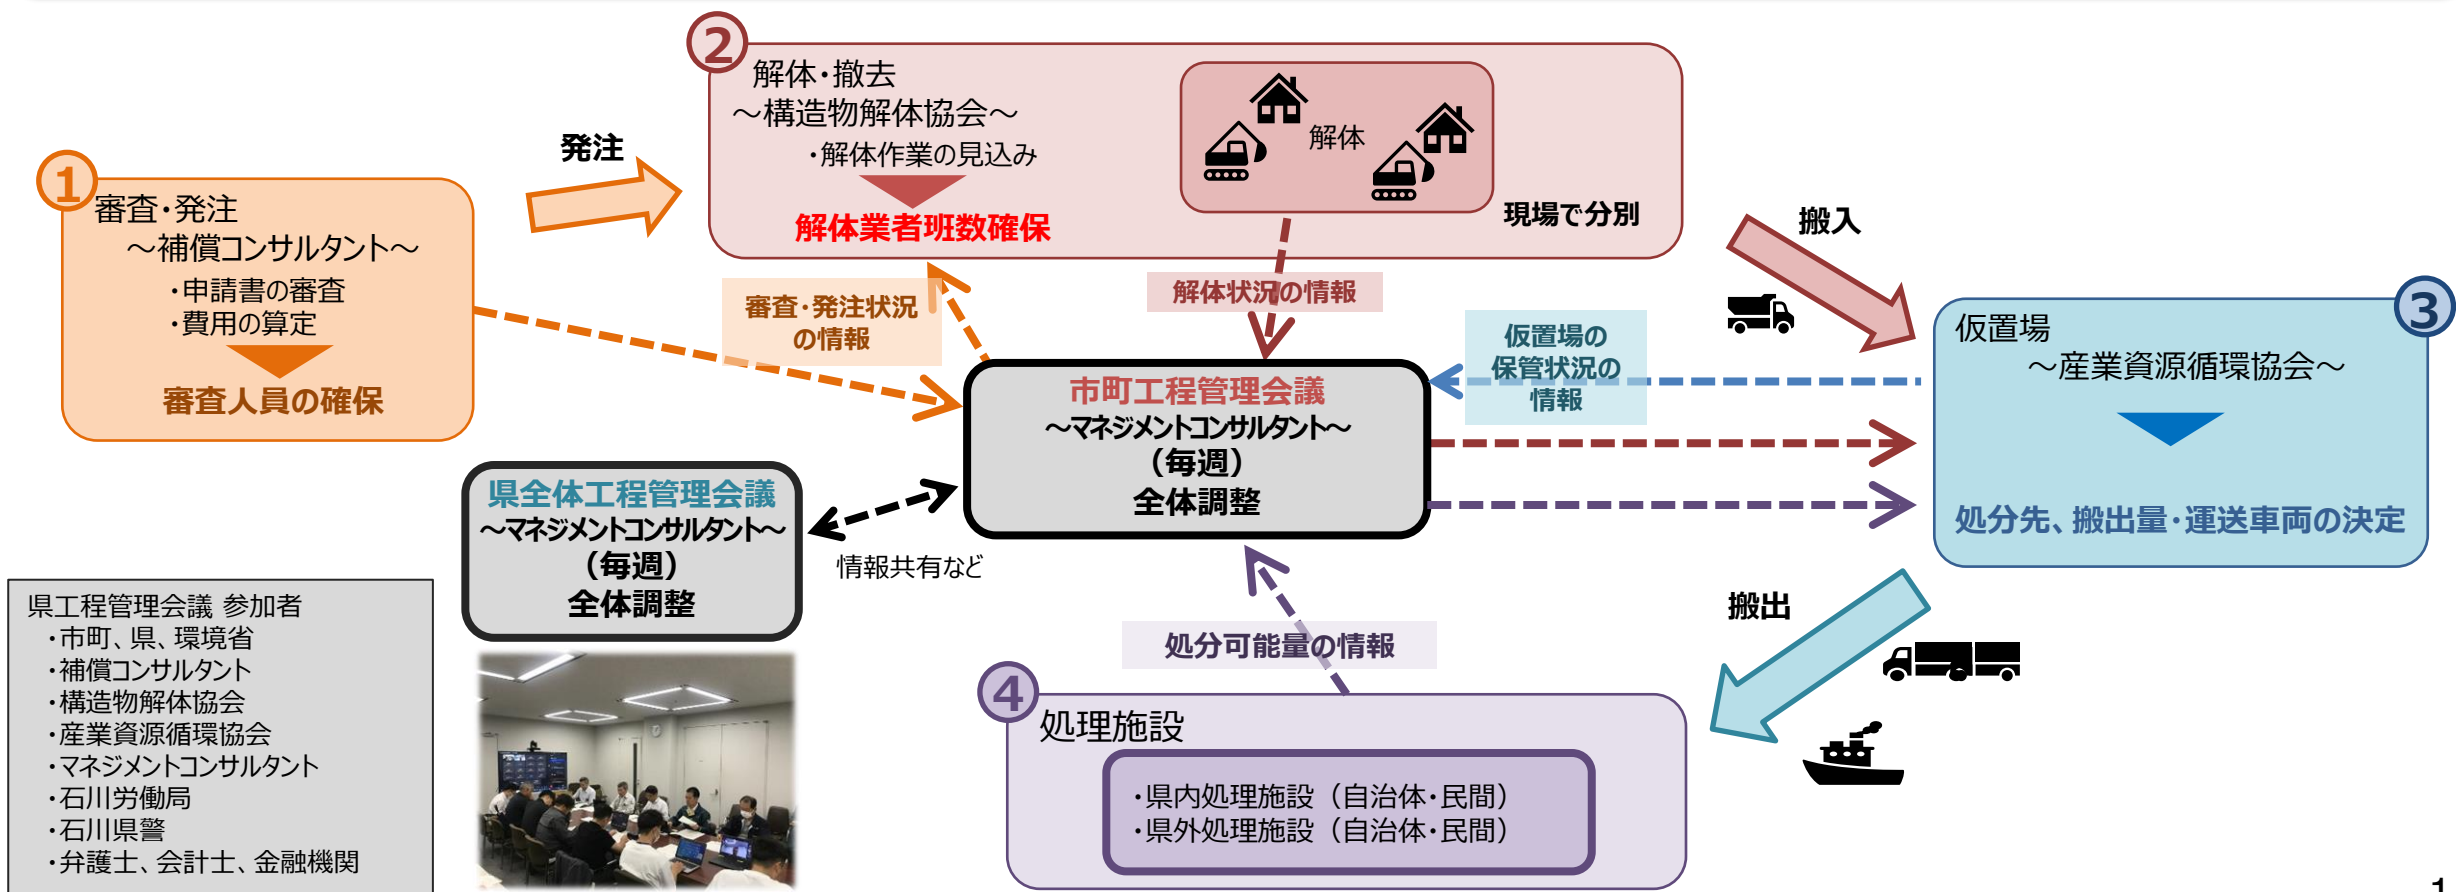 ①
審査・発注
～補償コンサルタント～
・申請書の審査
・費用の算定
審査人員の確保
発注
②
解体・撤去
～構造物解体協会～
・解体作業の見込み
解体業者班数確保
解体
現場で分別
搬入
審査・発注状況
の情報
解体状況の情報
仮置場の
保管状況の
情報
③
仮置場
～産業資源循環協会～
処分先、搬出量・運送車両の決定
市町工程管理会議
～マネジメントコンサルタント～
（毎週）
全体調整
県全体工程管理会議
～マネジメントコンサルタント～
（毎週）
全体調整
情報共有など
搬出
処分可能量の情報
④
処理施設
・県内処理施設（自治体・民間）
・県外処理施設（自治体・民間）
県工程管理会議 参加者
・市町、県、環境省
・補償コンサルタント
・構造物解体協会
・産業資源循環協会
・マネジメントコンサルタント
・石川労働局
・石川県警
・弁護士、会計士、金融機関